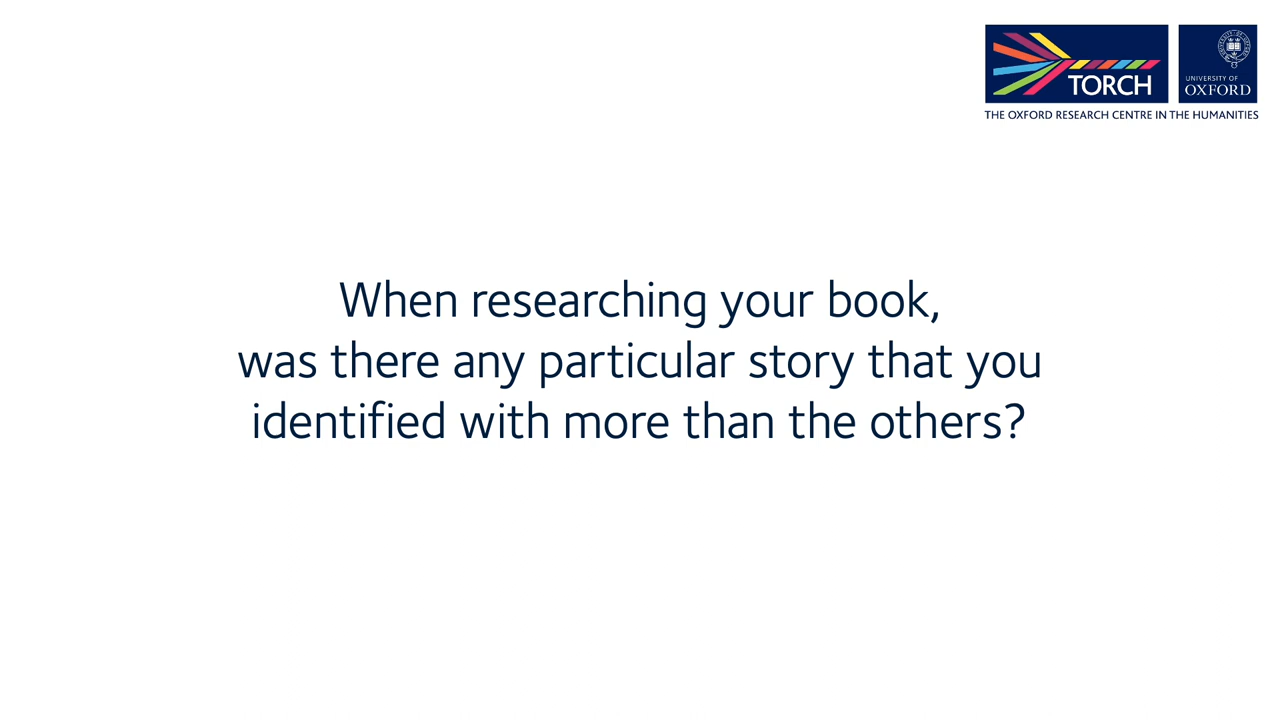 TORCH
UNIVERSITY OF
OXFORD
THE OXFORD RESEARCH CENTRE IN THE HUMANITIES
When researching your book,
was there any particular story that you
identified with more than the others?